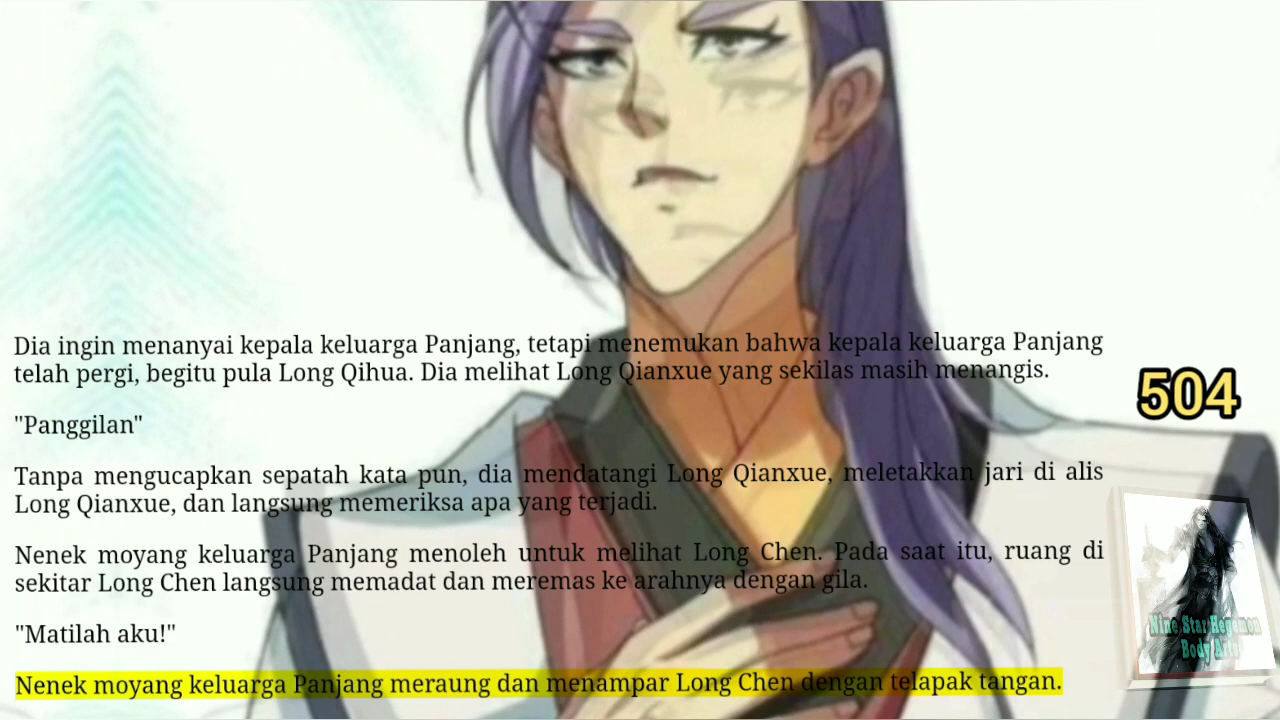 Dia ingin menanyai kepala keluarga Panjang, tetapi menemukan bahwa kepala keluarga Panjang
telah pergi, begitu pula Long Qihua. Dia melihat Long Qianxue yang sekilas masih menangis.
"Panggilan"
Tanpa mengucapkan sepatah kata pun, dia mendatangi Long Qianxue, meletakkan jari di alis
Long Qianxue, dan langsung memeriksa apa yang terjadi.
Nenek moyang keluarga Panjang menoleh untuk melihat Long Chen. Pada saat itu, ruang di
sekitar Long Chen langsung memadat dan meremas ke arahnya dengan gila.
"Matilah aku!"
Nenek moyang keluarga Panjang meraung dan menampar Long Chen dengan telapak tangan.
504
Nine Star Hegemon
Body Arts